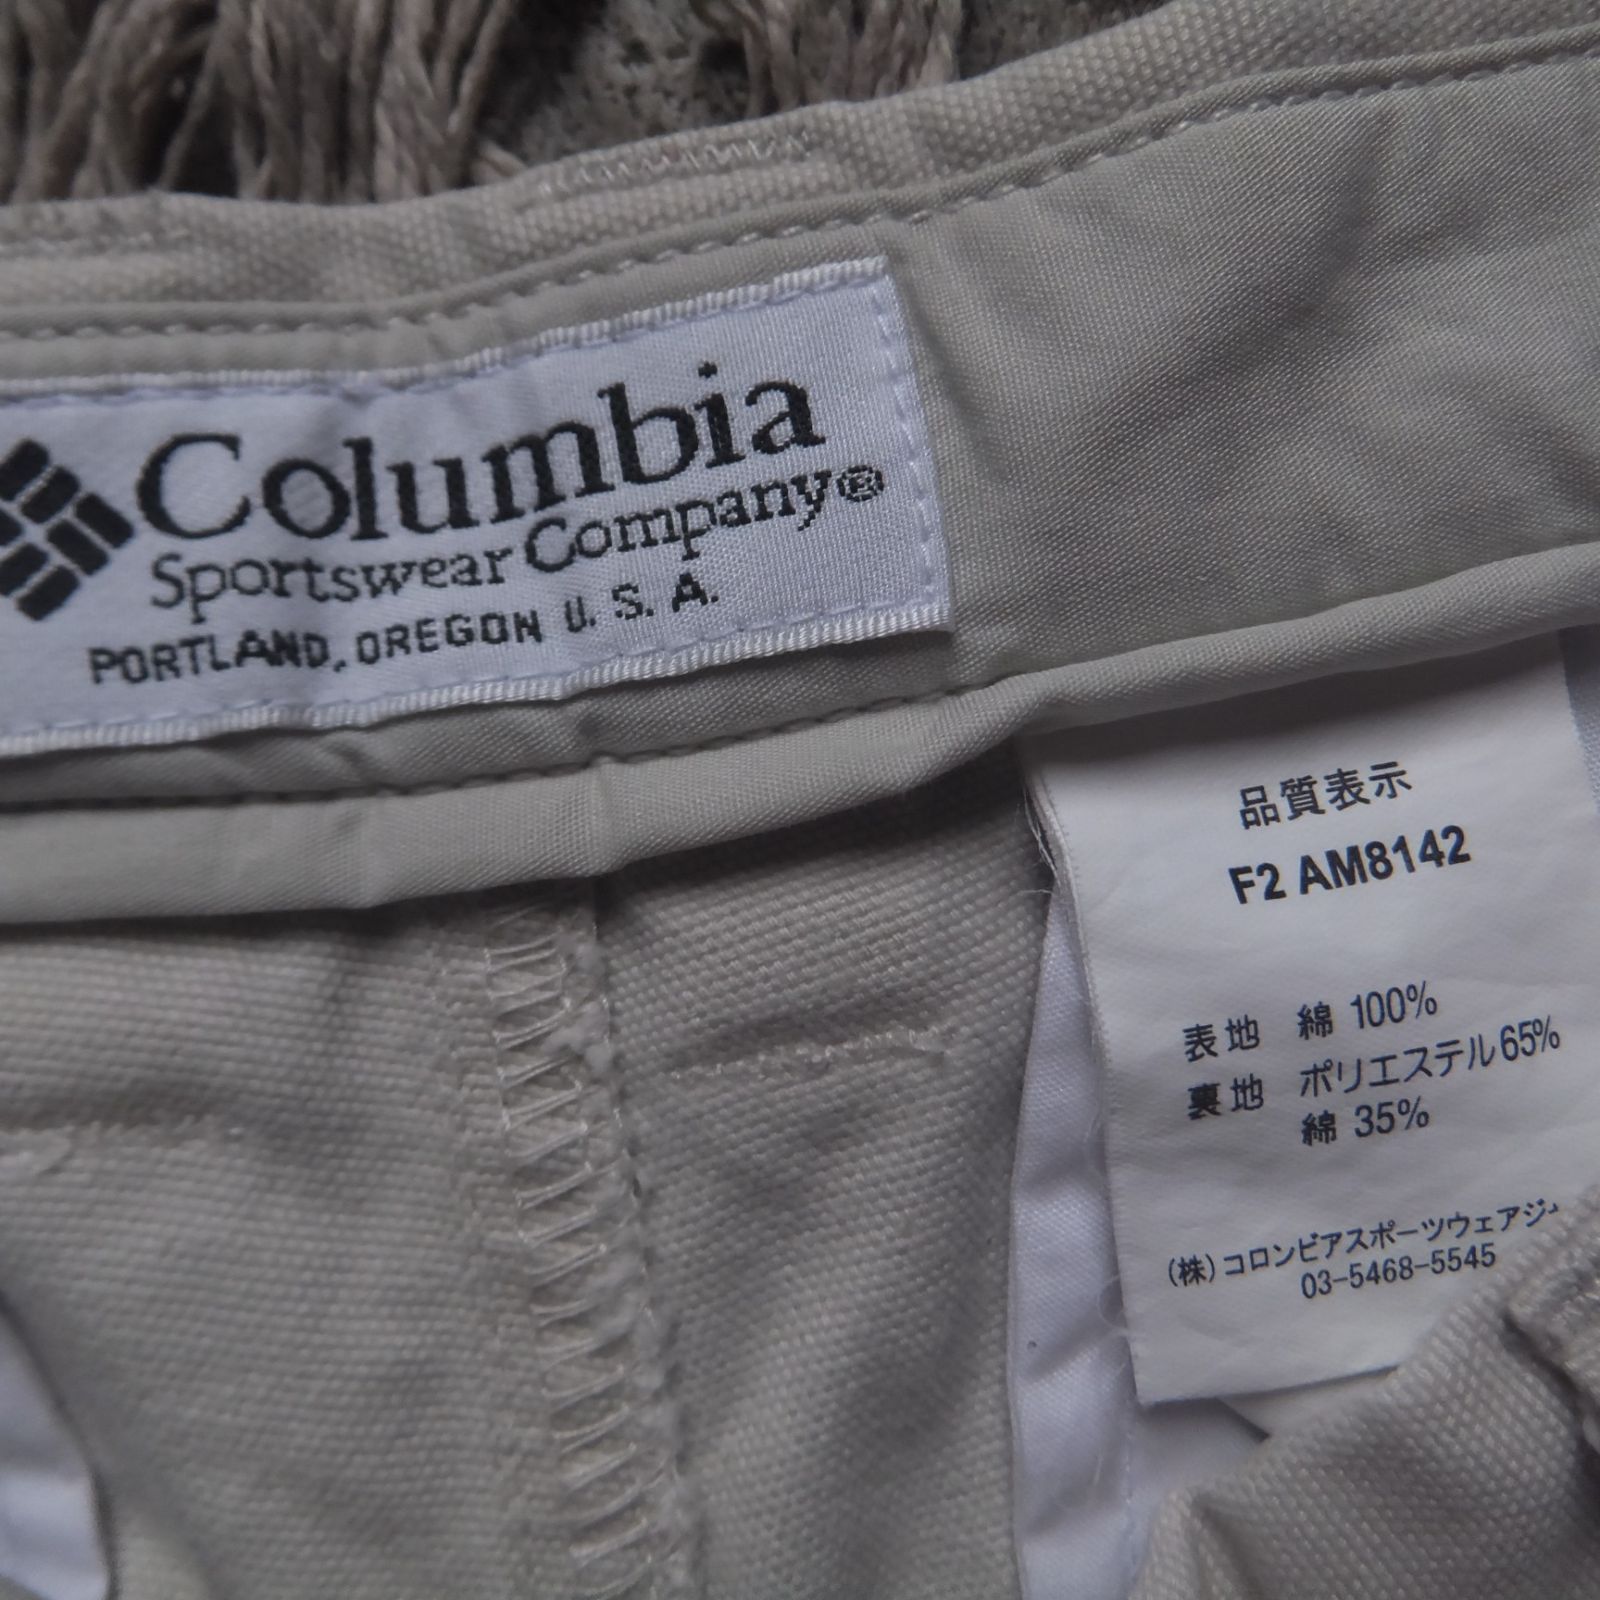 Columbia
Sportswear Company®
PORTLAND, OREGON U.S.A.
品質表示
F2 AM8142
表地 綿 100%
裏地 ポリエステル65%
綿 35%
(株)コロンビアスポーツウェアジ
03-5468-5545